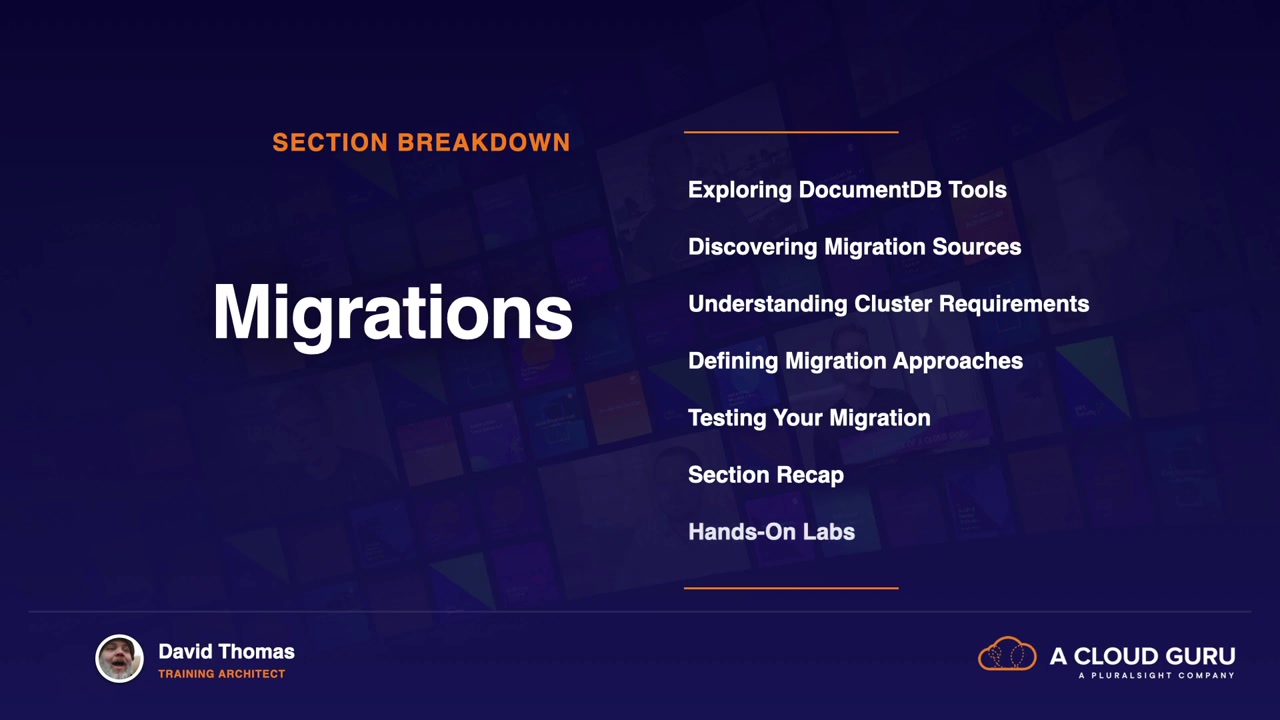 SECTION BREAKDOWN
Migrations
Exploring DocumentDB Tools
Discovering Migration Sources
Understanding Cluster Requirements
Defining Migration Approaches
Testing Your Migration
Section Recap
Hands-On Labs
David Thomas
TRAINING ARCHITECT
A CLOUD GURU
A PLURALSIGHT COMPANY